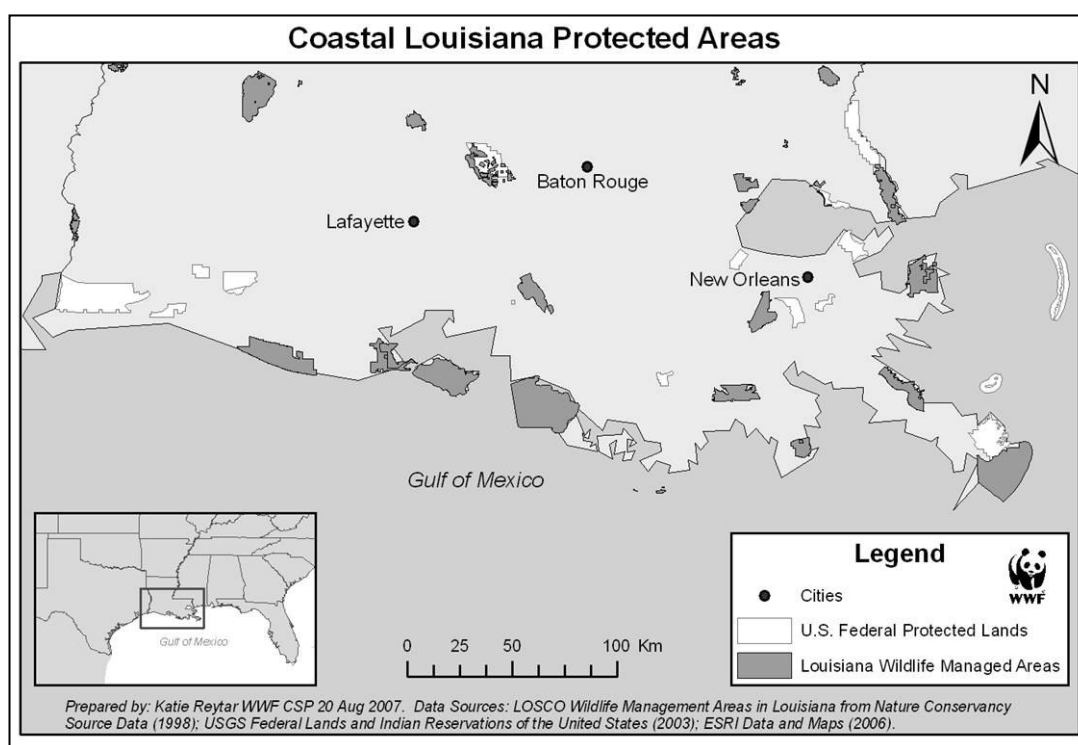 Coastal Louisiana Protected Areas
N
Baton Rouge
Lafayette
New Orleans
Gulf of Mexico
Gulf of Mexico
0 25 50 100 Km
Legend
Cities
U.S. Federal Protected Lands
Louisiana Wildlife Managed Areas
WWF
Prepared by: Katie Reytar WWF CSP 20 Aug 2007. Data Sources: LOSCO Wildlife Management Areas in Louisiana from Nature Conservancy
Source Data (1998); USGS Federal Lands and Indian Reservations of the United States (2003); ESRI Data and Maps (2006).